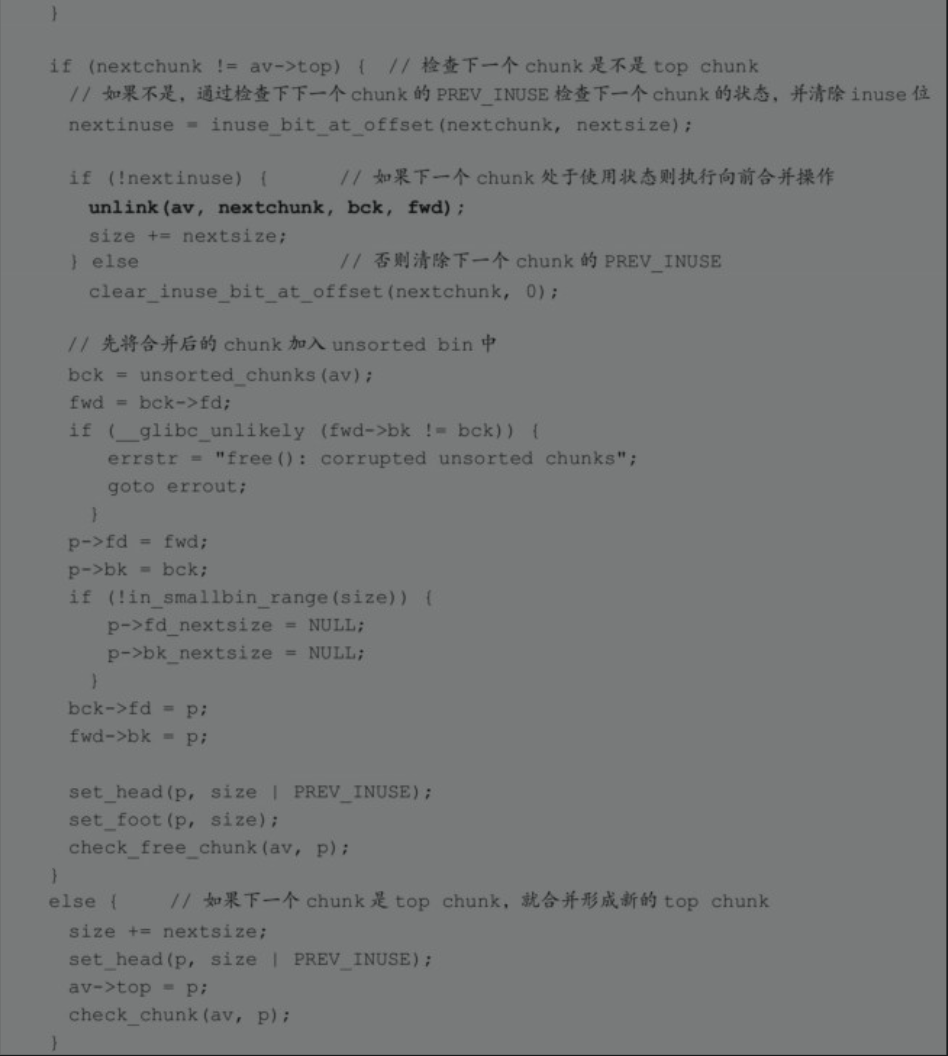 }
if (nextchunk != av->top) {  // 检查下一个 chunk 是不是 top chunk
// 如果不是，通过检查下下一个 chunk 的 PREV_INUSE 检查下一个 chunk 的状态，并清除 inuse 位
nextinuse = inuse_bit_at_offset(nextchunk, nextsize);
if (!nextinuse) {       // 如果下一个 chunk 处于使用状态则执行向前合并操作
unlink(av, nextchunk, bck, fwd);
size += nextsize;
} else                    // 否则清除下一个 chunk 的 PREV_INUSE
clear_inuse_bit_at_offset(nextchunk, 0);
// 先将合并后的 chunk 加入 unsorted bin 中
bck = unsorted_chunks(av);
fwd = bck->fd;
if (__glibc_unlikely (fwd->bk != bck)) {
errstr = "free(): corrupted unsorted chunks";
goto errout;
}
p->fd = fwd;
p->bk = bck;
if (!in_smallbin_range(size)) {
p->fd_nextsize = NULL;
p->bk_nextsize = NULL;
}
bck->fd = p;
fwd->bk = p;
set_head(p, size | PREV_INUSE);
set_foot(p, size);
check_free_chunk(av, p);
}
else {     // 如果下一个 chunk 是 top chunk，就合并形成新的 top chunk
size += nextsize;
set_head(p, size | PREV_INUSE);
av->top = p;
check_chunk(av, p);
}